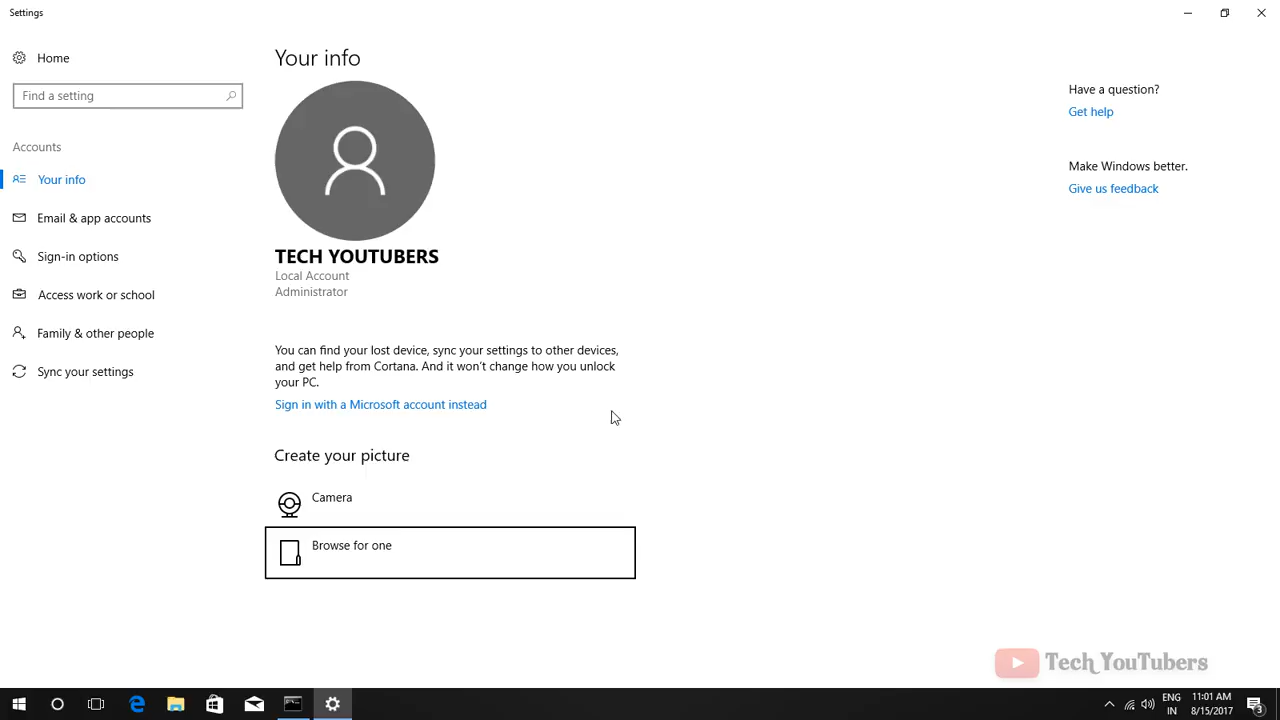 Settings
Home
Find a setting
Accounts
Your info
Email & app accounts
Sign-in options
Access work or school
Family & other people
Sync your settings
Your info
TECH YOUTUBERS
Local Account
Administrator
You can find your lost device, sync your settings to other devices,
and get help from Cortana. And it won't change how you unlock
your PC.
Sign in with a Microsoft account instead
Create your picture
Camera
Browse for one
Have a question?
Get help
Make Windows better.
Give us feedback
Tech YouTubers
ENG
IN
11:01 AM
8/15/2017
3